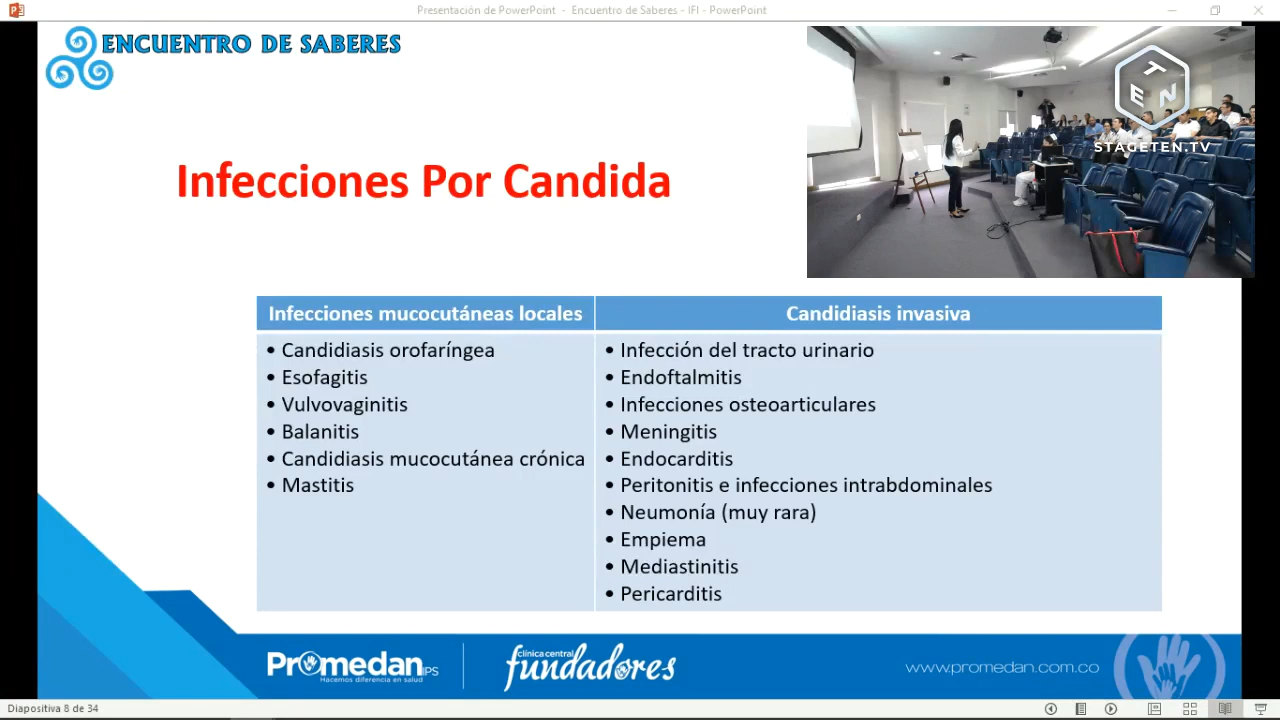 Presentación de PowerPoint - Encuentro de Saberes - IFI - PowerPoint
ENCUENTRO DE SABERES
TEN
STAGETEN.TV
Infecciones Por Candida
Infecciones mucocutáneas locales
• Candidiasis orofaríngea
• Esofagitis
• Vulvovaginitis
• Balanitis
• Candidiasis mucocutánea crónica
• Mastitis
Candidiasis invasiva
• Infección del tracto urinario
• Endoftalmitis
• Infecciones osteoarticulares
• Meningitis
• Endocarditis
• Peritonitis e infecciones intrabdominales
• Neumonía (muy rara)
• Empiema
• Mediastinitis
• Pericarditis
Promedan IPS
Hacemos diferencia en salud
clínica central
fundadores
www.promedan.com.co
Diapositiva 8 de 34